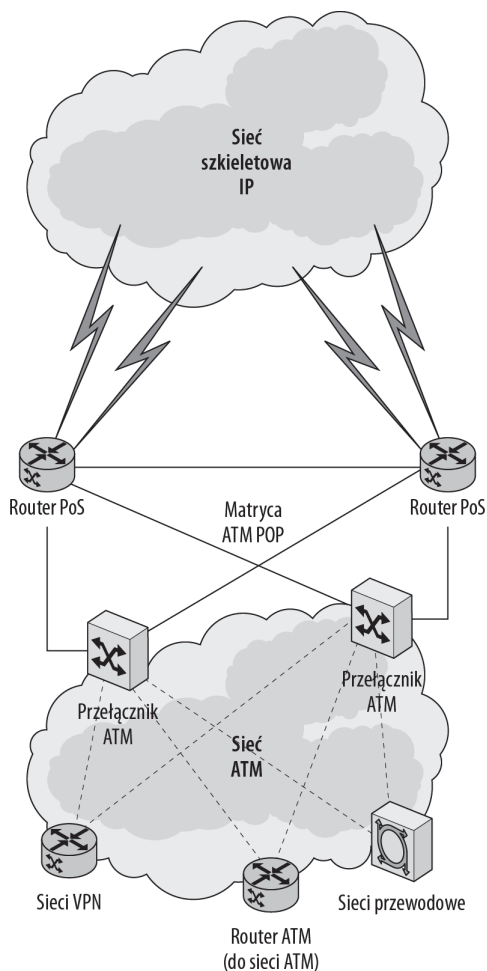 Sieć
szkieletowa
IP
Router PoS
Router PoS
Matryca
ATM POP
Przełącznik
ATM
Przełącznik
ATM
Sieć
ATM
Sieci VPN
Sieci przewodowe
Router ATM
(do sieci ATM)